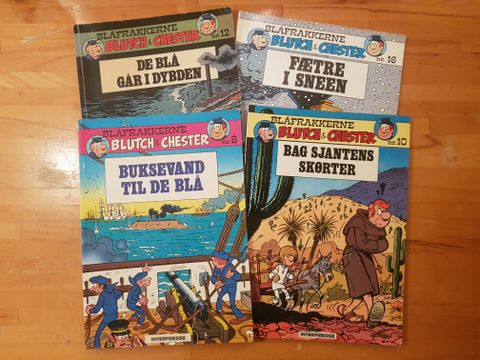 BLÅFRAKKERNE
BLUTCH & CHESTER
nr. 12
DE BLÅ
GÅR I DYBDEN
BLÅFRAKKERNE
BLUTCH & CHESTER
nr. 16
FÆTRE
I SNEEN
BLÅFRAKKERNE
BLUTCH & CHESTER
nr. 8
BUKSEVAND
TIL DE BLÅ
INTERPRESSE
BLÅFRAKKERNE
BLUTCH & CHESTER
nr. 10
BAG SJANTENS
SKØRTER
INTERPRESSE